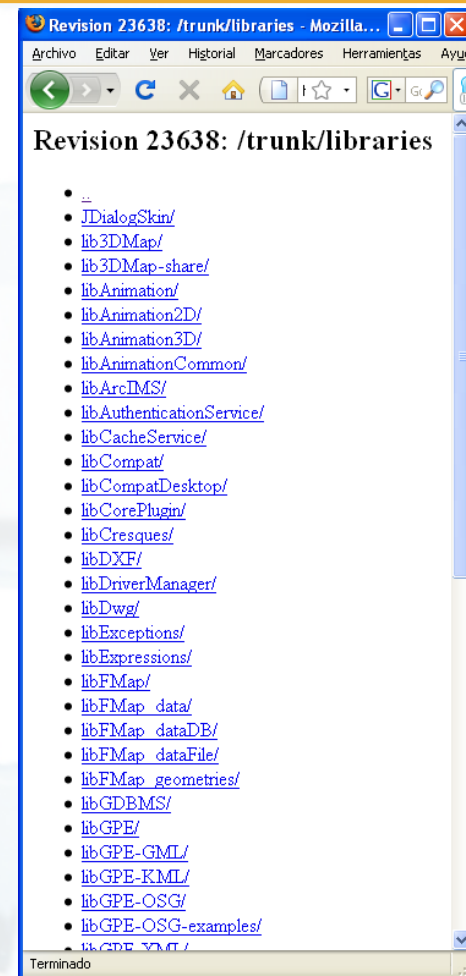 Revision 23638: /trunk/libraries - Mozilla...
Archivo Editar Ver Historial Marcadores Herramientas
Revision 23638: /trunk/libraries
..
JDialogSkin/
lib3DMap/
lib3DMap-share/
libAnimation/
libAnimation2D/
libAnimation3D/
libAnimationCommon/
libArcIMS/
libAuthenticationService/
libCacheService/
libCompat/
libCompatDesktop/
libCorePlugin/
libCresques/
libDXF/
libDriverManager/
libDwg/
libExceptions/
libExpressions/
libFMap/
libFMap_data/
libFMap_dataDB/
libFMap_dataFile/
libFMap_geometries/
libGDBMS/
libGPE/
libGPE-GML/
libGPE-KML/
libGPE-OSG/
libGPE-OSG-examples/
libGPE-XML/
Terminado